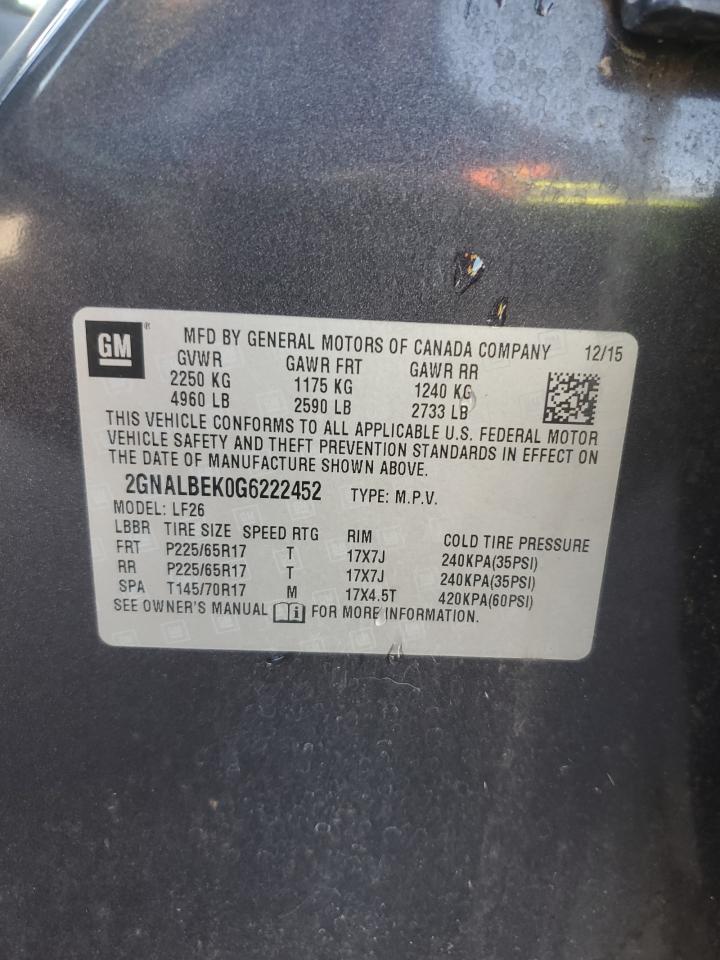 GM ®
MFD BY GENERAL MOTORS OF CANADA COMPANY 12/15
GVWR GAWR FRT GAWR RR
2250 KG 1175 KG 1240 KG
4960 LB 2590 LB 2733 LB
THIS VEHICLE CONFORMS TO ALL APPLICABLE U.S. FEDERAL MOTOR
VEHICLE SAFETY AND THEFT PREVENTION STANDARDS IN EFFECT ON
THE DATE OF MANUFACTURE SHOWN ABOVE.
2GNALBEK0G6222452 TYPE: M.P.V.
MODEL: LF26
LBBR TIRE SIZE SPEED RTG RIM COLD TIRE PRESSURE
FRT P225/65R17 T 17X7J 240KPA(35PSI)
RR P225/65R17 T 17X7J 240KPA(35PSI)
SPA T145/70R17 M 17X4.5T 420KPA(60PSI)
SEE OWNER'S MANUAL i FOR MORE INFORMATION.